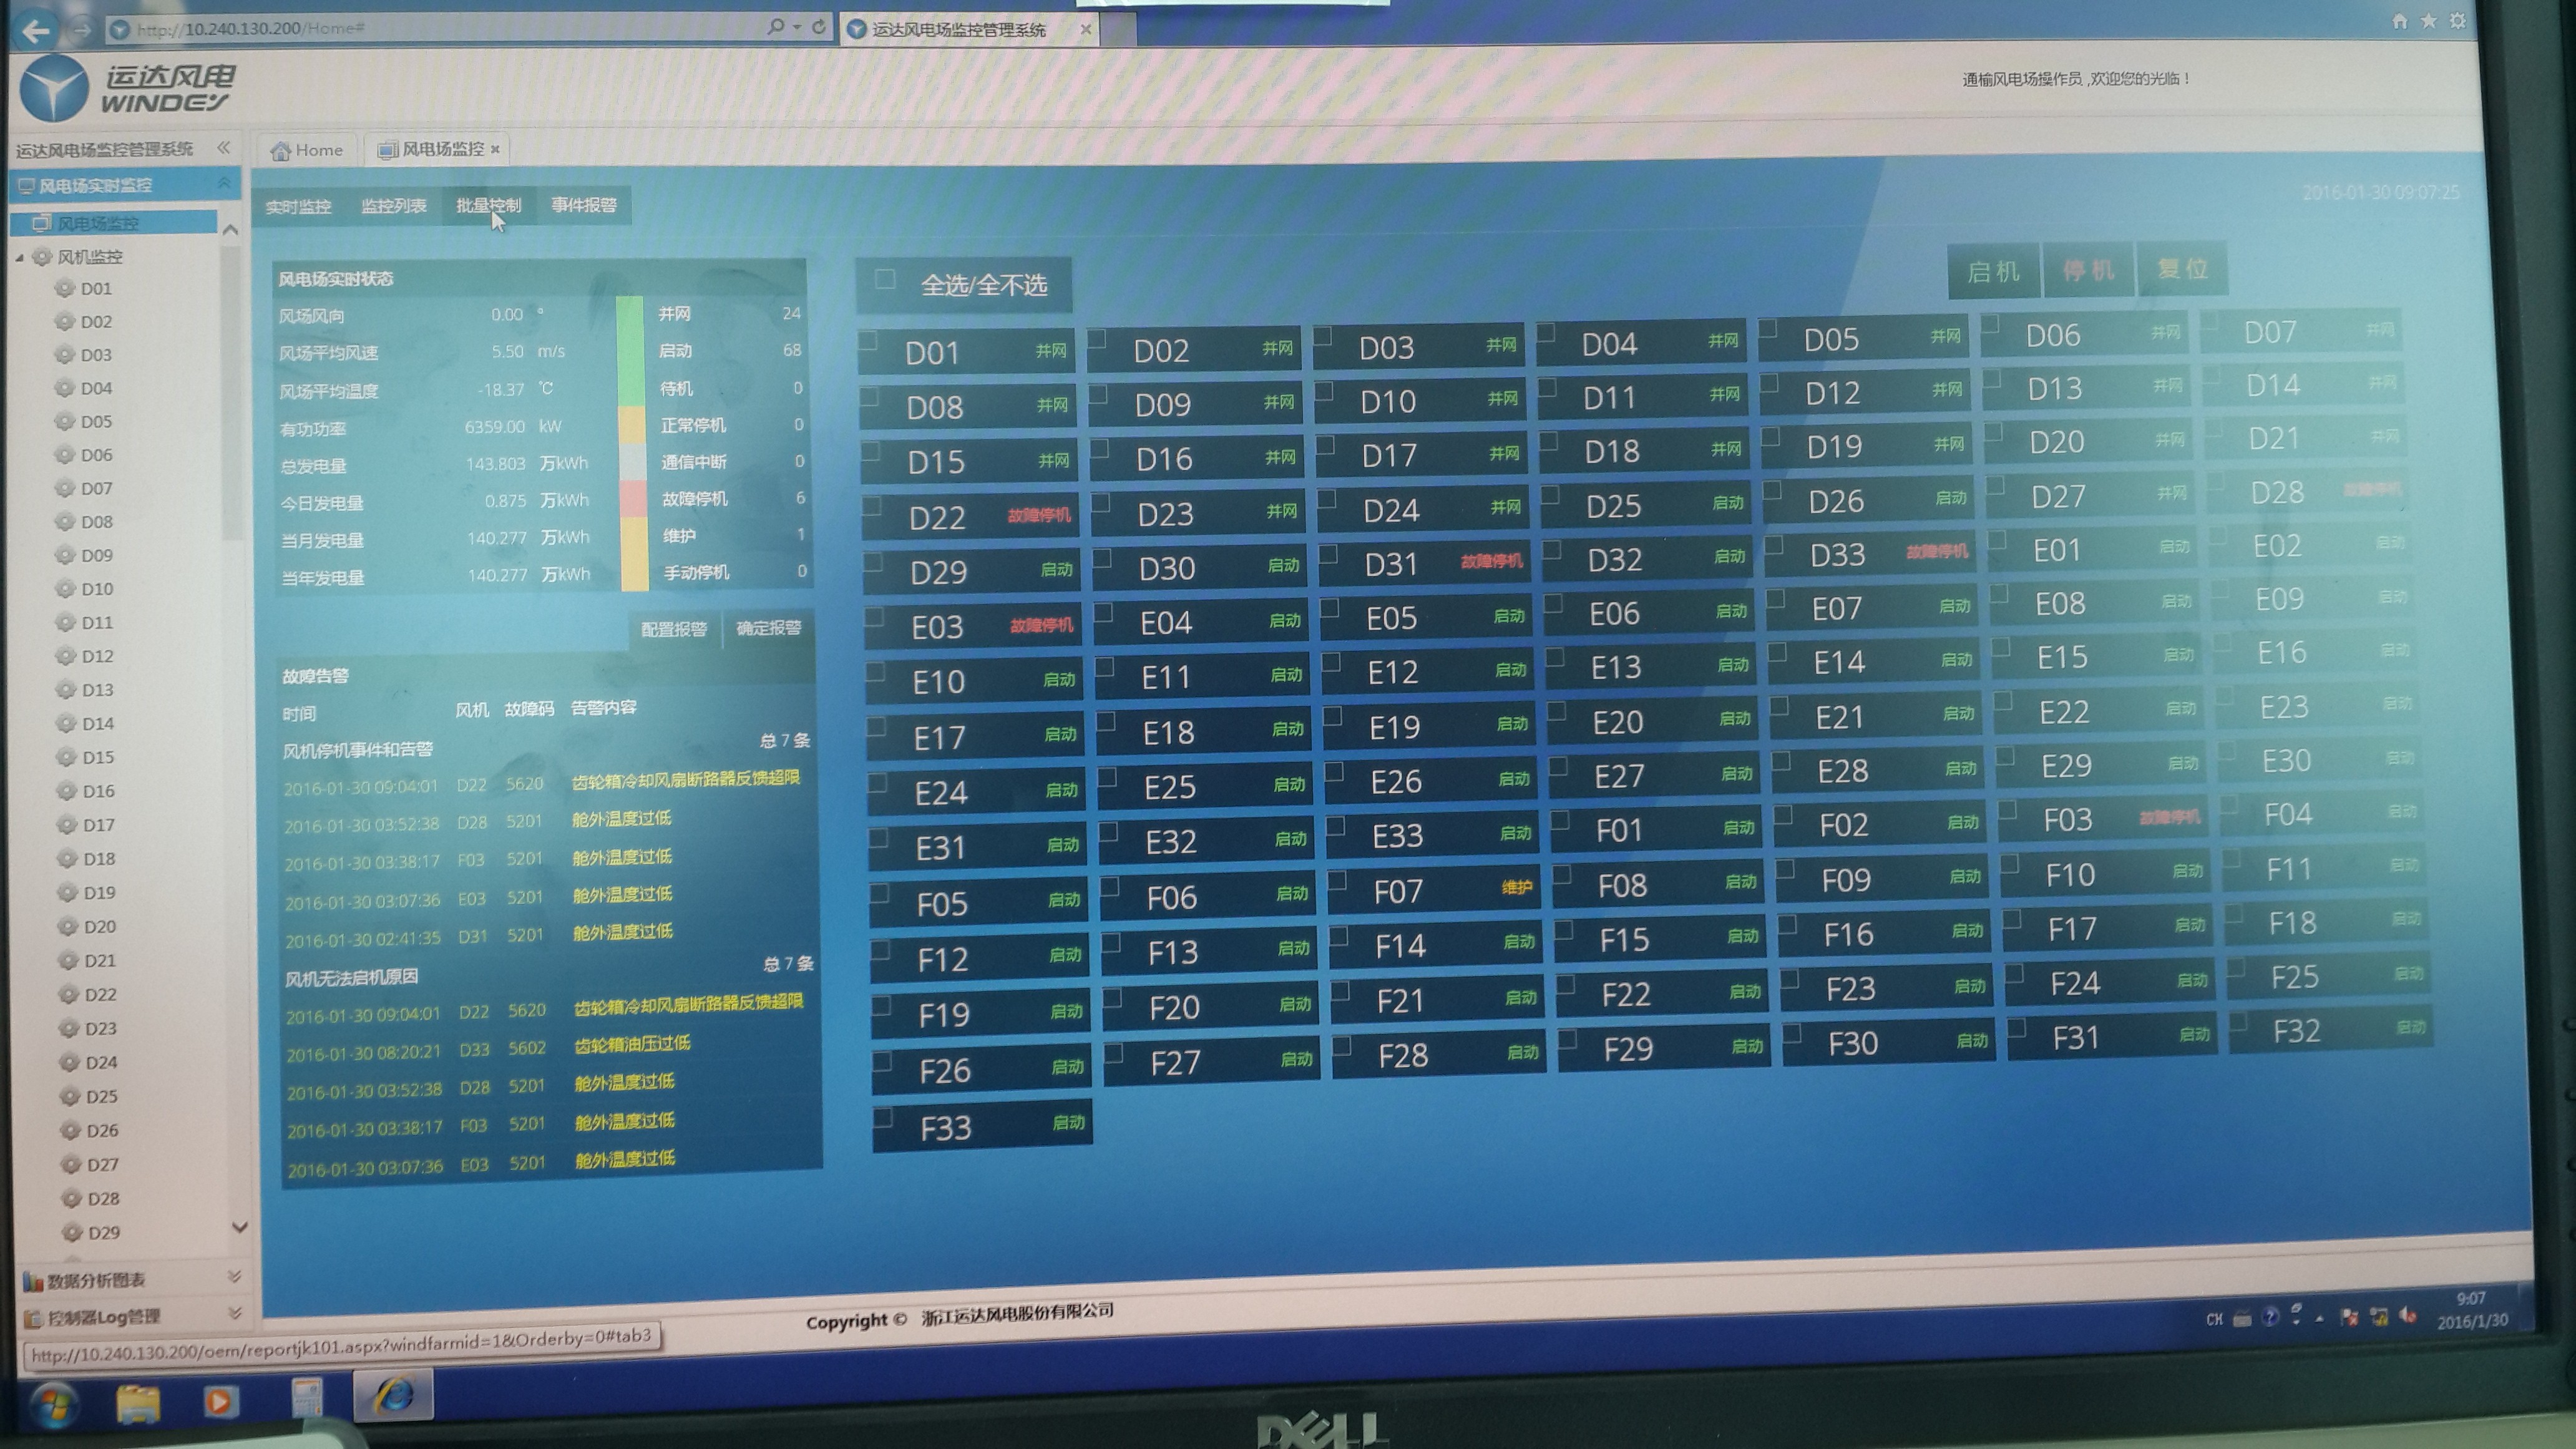 http://10.240.130.200/Home#
运达风电场监控管理系统
运达风电
WINDEY
通榆风电场操作员,欢迎您的光临！
运达风电场监控管理系统
Home
风电场监控
风电场实时监控
风电场监控
风机监控
D01
D02
D03
D04
D05
D06
D07
D08
D09
D10
D11
D12
D13
D14
D15
D16
D17
D18
D19
D20
D21
D22
D23
D24
D25
D26
D27
D28
D29
数据分析图表
控制器Log管理
实时监控 监控列表 批量控制 事件报警
2016-01-30 09:07:25
风电场实时状态
风场风向 0.00 ° 并网 24
风场平均风速 5.50 m/s 启动 68
风场平均温度 -18.37 ℃ 待机 0
有功功率 6359.00 kW 正常停机 0
总发电量 143.803 万kWh 通信中断 0
今日发电量 0.875 万kWh 故障停机 6
当月发电量 140.277 万kWh 维护 1
当年发电量 140.277 万kWh 手动停机 0
配置报警 确定报警
故障告警
时间 风机 故障码 告警内容
风机停机事件和告警 总 7 条
2016-01-30 09:04:01 D22 5620 齿轮箱冷却风扇断路器反馈超限
2016-01-30 03:52:38 D28 5201 舱外温度过低
2016-01-30 03:38:17 F03 5201 舱外温度过低
2016-01-30 03:07:36 E03 5201 舱外温度过低
2016-01-30 02:41:35 D31 5201 舱外温度过低
风机无法启机原因 总 7 条
2016-01-30 09:04:01 D22 5620 齿轮箱冷却风扇断路器反馈超限
2016-01-30 08:20:21 D33 5602 齿轮箱油压过低
2016-01-30 03:52:38 D28 5201 舱外温度过低
2016-01-30 03:38:17 F03 5201 舱外温度过低
2016-01-30 03:07:36 E03 5201 舱外温度过低
全选/全不选
启机 停机 复位
D01 并网 D02 并网 D03 并网 D04 并网 D05 并网 D06 并网 D07 并网
D08 并网 D09 并网 D10 并网 D11 并网 D12 并网 D13 并网 D14 并网
D15 并网 D16 并网 D17 并网 D18 并网 D19 并网 D20 并网 D21 并网
D22 故障停机 D23 并网 D24 并网 D25 启动 D26 启动 D27 并网 D28 故障停机
D29 启动 D30 启动 D31 故障停机 D32 启动 D33 故障停机 E01 启动 E02 启动
E03 故障停机 E04 启动 E05 启动 E06 启动 E07 启动 E08 启动 E09 启动
E10 启动 E11 启动 E12 启动 E13 启动 E14 启动 E15 启动 E16 启动
E17 启动 E18 启动 E19 启动 E20 启动 E21 启动 E22 启动 E23 启动
E24 启动 E25 启动 E26 启动 E27 启动 E28 启动 E29 启动 E30 启动
E31 启动 E32 启动 E33 启动 F01 启动 F02 启动 F03 故障停机 F04 启动
F05 启动 F06 启动 F07 维护 F08 启动 F09 启动 F10 启动 F11 启动
F12 启动 F13 启动 F14 启动 F15 启动 F16 启动 F17 启动 F18 启动
F19 启动 F20 启动 F21 启动 F22 启动 F23 启动 F24 启动 F25 启动
F26 启动 F27 启动 F28 启动 F29 启动 F30 启动 F31 启动 F32 启动
F33 启动
Copyright © 浙江运达风电股份有限公司
http://10.240.130.200/oem/reportjk101.aspx?windfarmid=1&Orderby=0#tab3
CH
9:07
2016/1/30
DELL